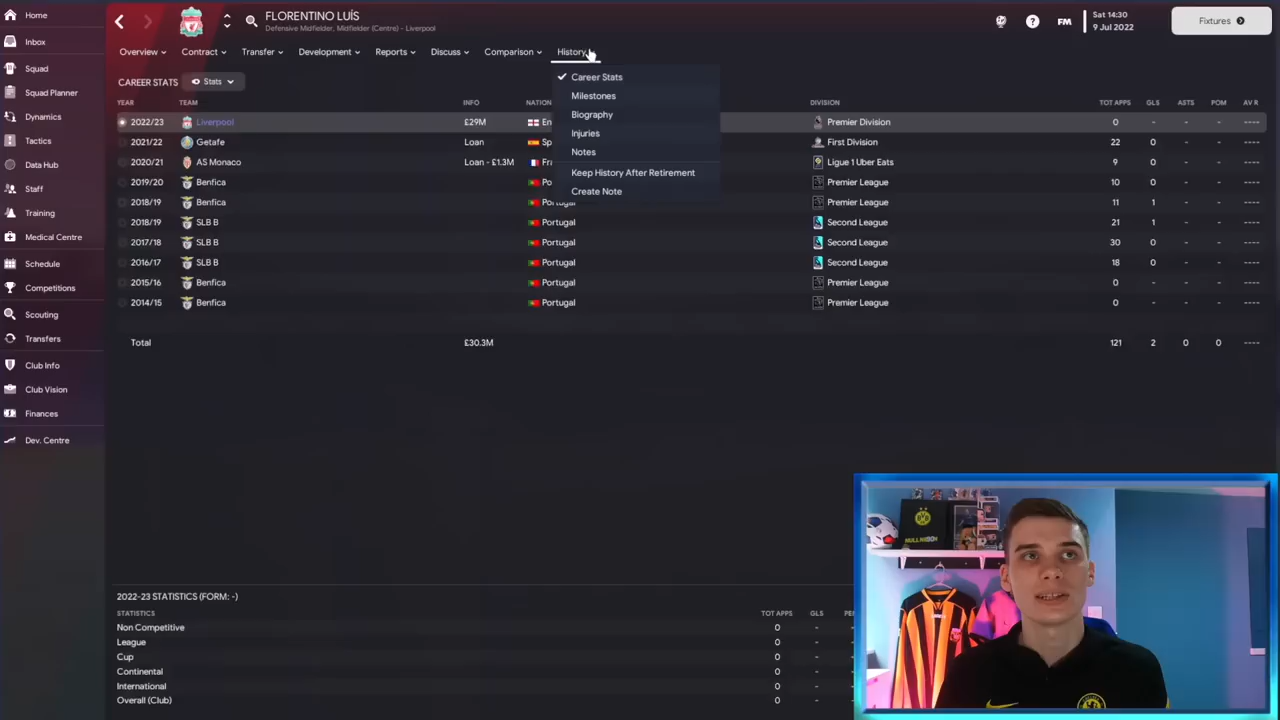 Home
Inbox
Squad
Squad Planner
Dynamics
Tactics
Data Hub
Staff
Training
Medical Centre
Schedule
Competitions
Scouting
Transfers
Club Info
Club Vision
Finances
Dev. Centre
FLORENTINO LUÍS
Defensive Midfielder, Midfielder (Centre) - Liverpool
FM
Sat 14:30
9 Jul 2022
Fixtures
Overview Contract Transfer Development Reports Discuss Comparison History
CAREER STATS Stats
Career Stats
Milestones
Biography
Injuries
Notes
Keep History After Retirement
Create Note
YEAR TEAM INFO NATION DIVISION TOT APPS GLS ASTS POM AV R
2022/23 Liverpool £29M En Premier Division 0 - - - ----
2021/22 Getafe Loan Sp First Division 22 0 - - ----
2020/21 AS Monaco Loan - £1.3M Fra Ligue 1 Uber Eats 9 0 - - ----
2019/20 Benfica Po Premier League 10 0 - - ----
2018/19 Benfica Portugal Premier League 11 1 - - ----
2018/19 SLB B Portugal Second League 21 1 - - ----
2017/18 SLB B Portugal Second League 30 0 - - ----
2016/17 SLB B Portugal Second League 18 0 - - ----
2015/16 Benfica Portugal Premier League 0 0 - - ----
2014/15 Benfica Portugal Premier League 0 0 - - ----
Total £30.3M 121 2 0 0 ----
2022-23 STATISTICS (FORM: -)
STATISTICS TOT APPS GLS PE
Non Competitive 0 - -
League 0 - -
Cup 0 - -
Continental 0 - -
International 0 - -
Overall (Club) 0 - -